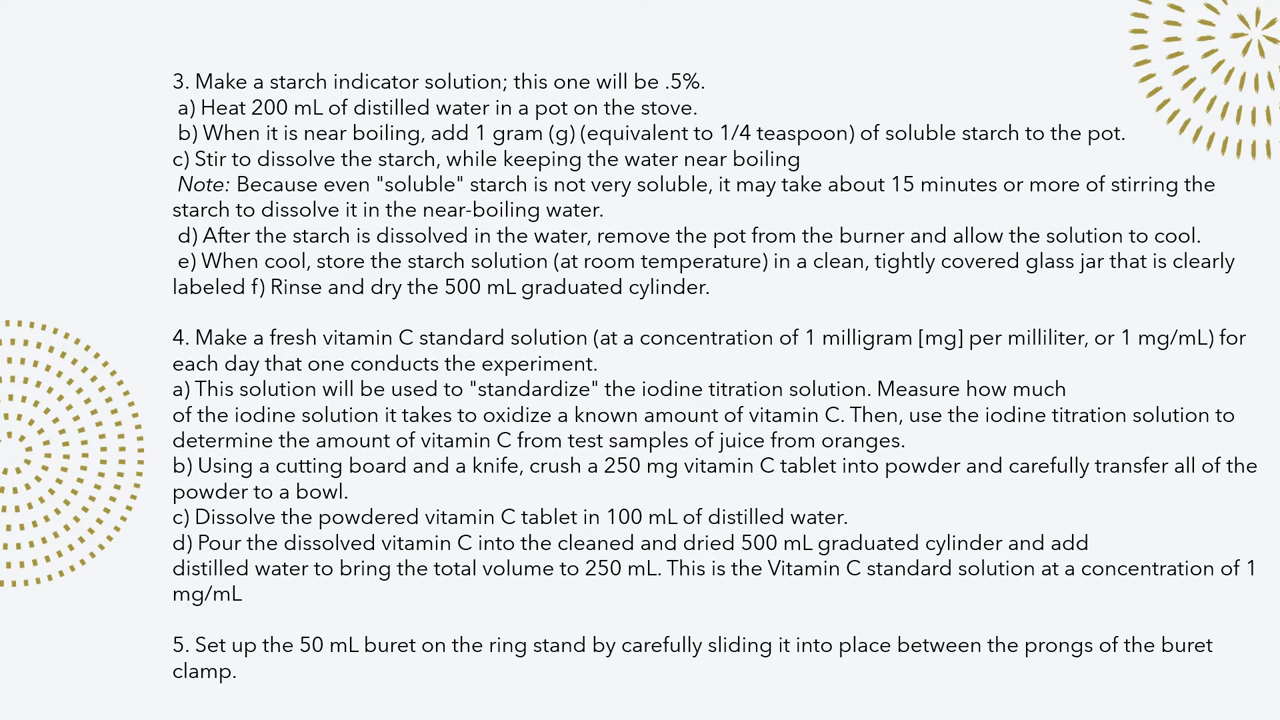 3. Make a starch indicator solution; this one will be .5%.
a) Heat 200 mL of distilled water in a pot on the stove.
b) When it is near boiling, add 1 gram (g) (equivalent to 1/4 teaspoon) of soluble starch to the pot.
c) Stir to dissolve the starch, while keeping the water near boiling
Note: Because even "soluble" starch is not very soluble, it may take about 15 minutes or more of stirring the
starch to dissolve it in the near-boiling water.
d) After the starch is dissolved in the water, remove the pot from the burner and allow the solution to cool.
e) When cool, store the starch solution (at room temperature) in a clean, tightly covered glass jar that is clearly
labeled f) Rinse and dry the 500 mL graduated cylinder.
4. Make a fresh vitamin C standard solution (at a concentration of 1 milligram [mg] per milliliter, or 1 mg/mL) for
each day that one conducts the experiment.
a) This solution will be used to "standardize" the iodine titration solution. Measure how much
of the iodine solution it takes to oxidize a known amount of vitamin C. Then, use the iodine titration solution to
determine the amount of vitamin C from test samples of juice from oranges.
b) Using a cutting board and a knife, crush a 250 mg vitamin C tablet into powder and carefully transfer all of the
powder to a bowl.
c) Dissolve the powdered vitamin C tablet in 100 mL of distilled water.
d) Pour the dissolved vitamin C into the cleaned and dried 500 mL graduated cylinder and add
distilled water to bring the total volume to 250 mL. This is the Vitamin C standard solution at a concentration of 1
mg/mL
5. Set up the 50 mL buret on the ring stand by carefully sliding it into place between the prongs of the buret
clamp.